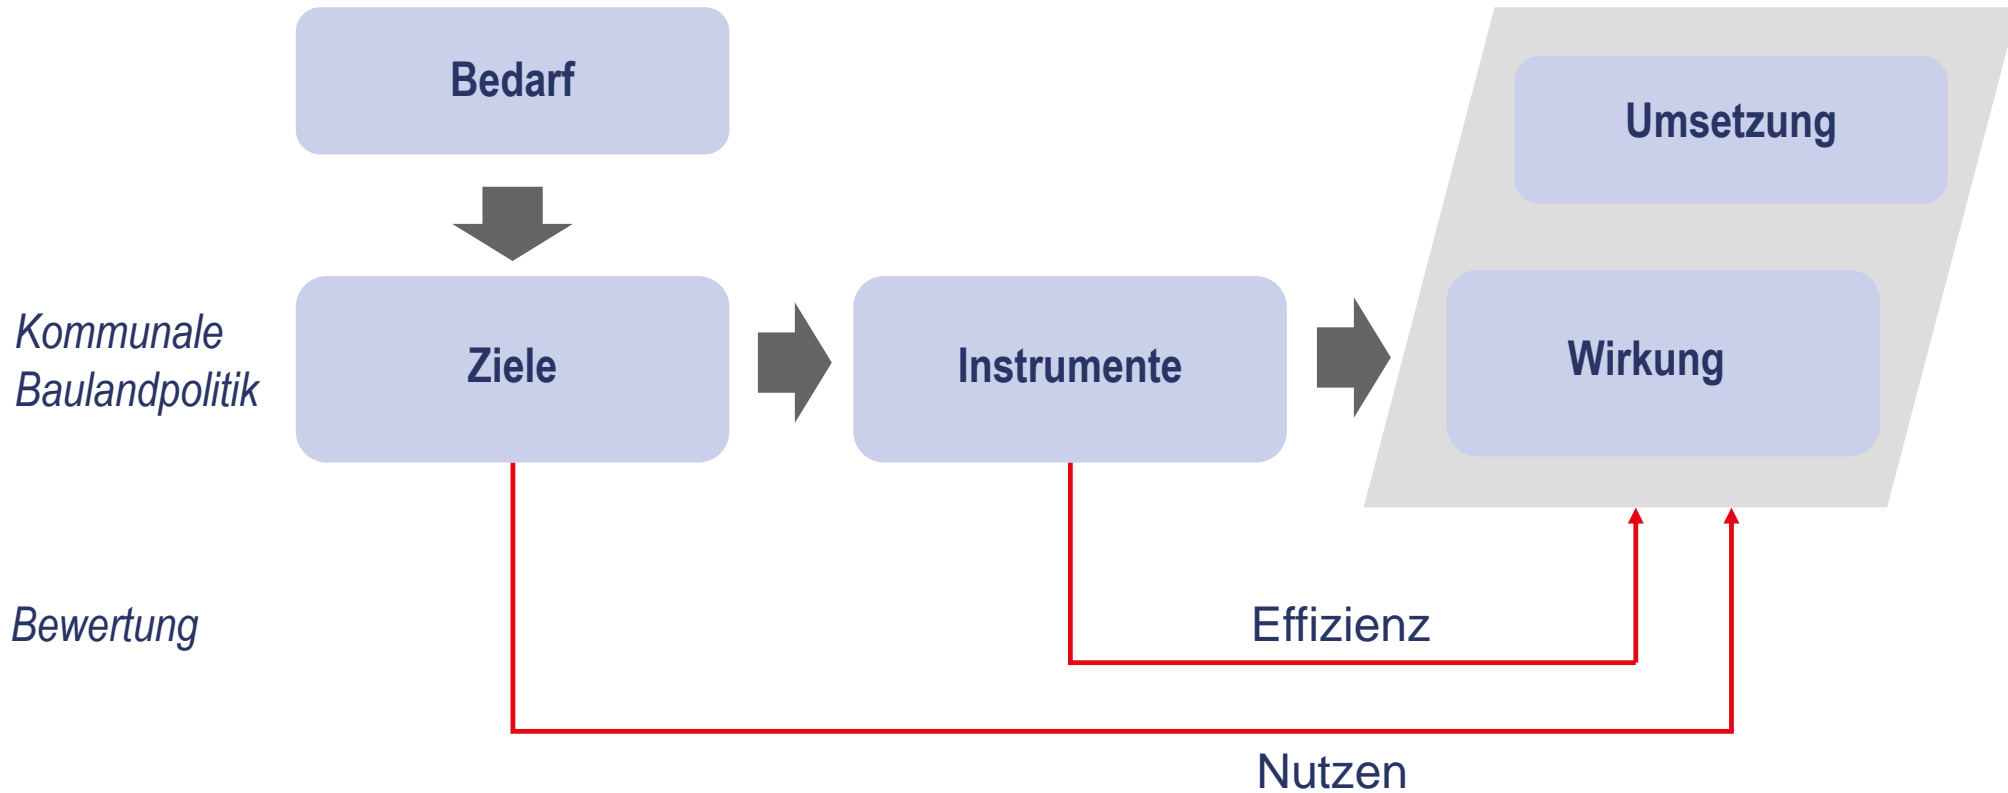 Bedarf
Umsetzung
Kommunale
Baulandpolitik
Ziele
Instrumente
Wirkung
Bewertung
Effizienz
Nutzen